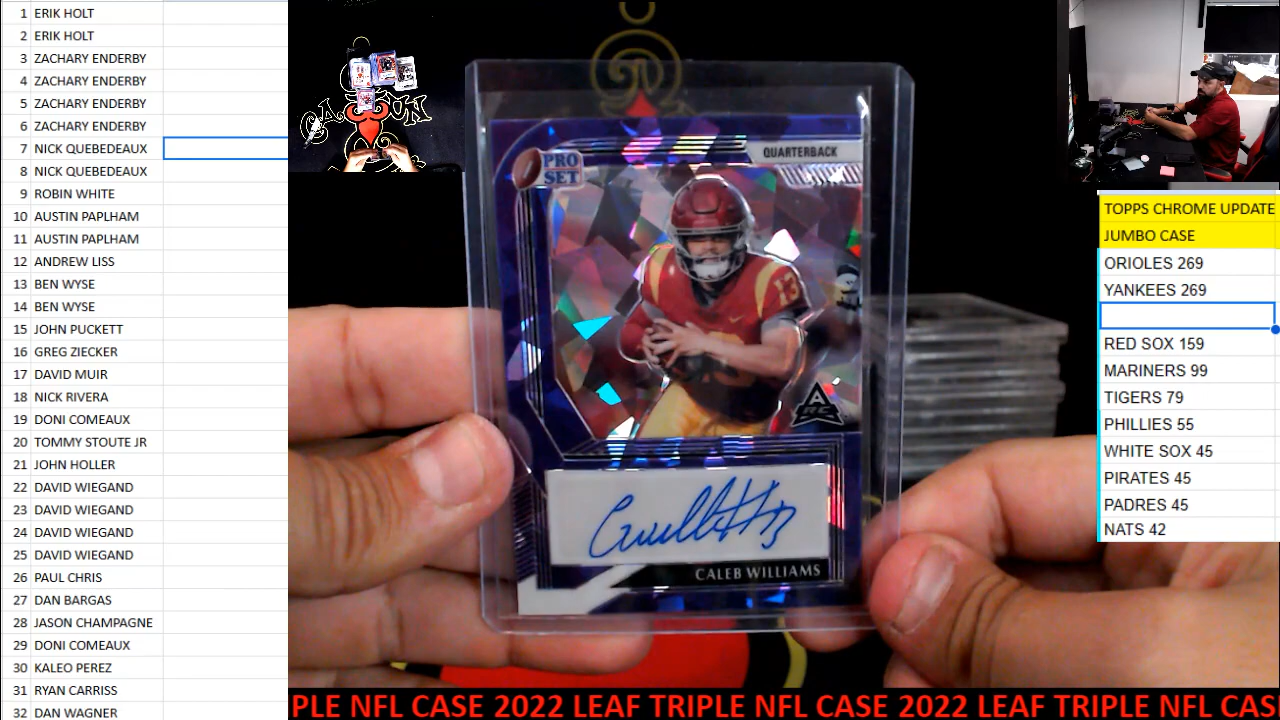 1 ERIK HOLT
2 ERIK HOLT
3 ZACHARY ENDERBY
4 ZACHARY ENDERBY
5 ZACHARY ENDERBY
6 ZACHARY ENDERBY
7 NICK QUEBEDEAUX
8 NICK QUEBEDEAUX
9 ROBIN WHITE
10 AUSTIN PAPLHAM
11 AUSTIN PAPLHAM
12 ANDREW LISS
13 BEN WYSE
14 BEN WYSE
15 JOHN PUCKETT
16 GREG ZIECKER
17 DAVID MUIR
18 NICK RIVERA
19 DONI COMEAUX
20 TOMMY STOUTE JR
21 JOHN HOLLER
22 DAVID WIEGAND
23 DAVID WIEGAND
24 DAVID WIEGAND
25 DAVID WIEGAND
26 PAUL CHRIS
27 DAN BARGAS
28 JASON CHAMPAGNE
29 DONI COMEAUX
30 KALEO PEREZ
31 RYAN CARRISS
32 DAN WAGNER
PRO
SET
QUARTERBACK
13
A
RC
CALEB WILLIAMS
TOPPS CHROME UPDATE
JUMBO CASE
ORIOLES 269
YANKEES 269
RED SOX 159
MARINERS 99
TIGERS 79
PHILLIES 55
WHITE SOX 45
PIRATES 45
PADRES 45
NATS 42
PLE NFL CASE 2022 LEAF TRIPLE NFL CASE 2022 LEAF TRIPLE NFL CAS